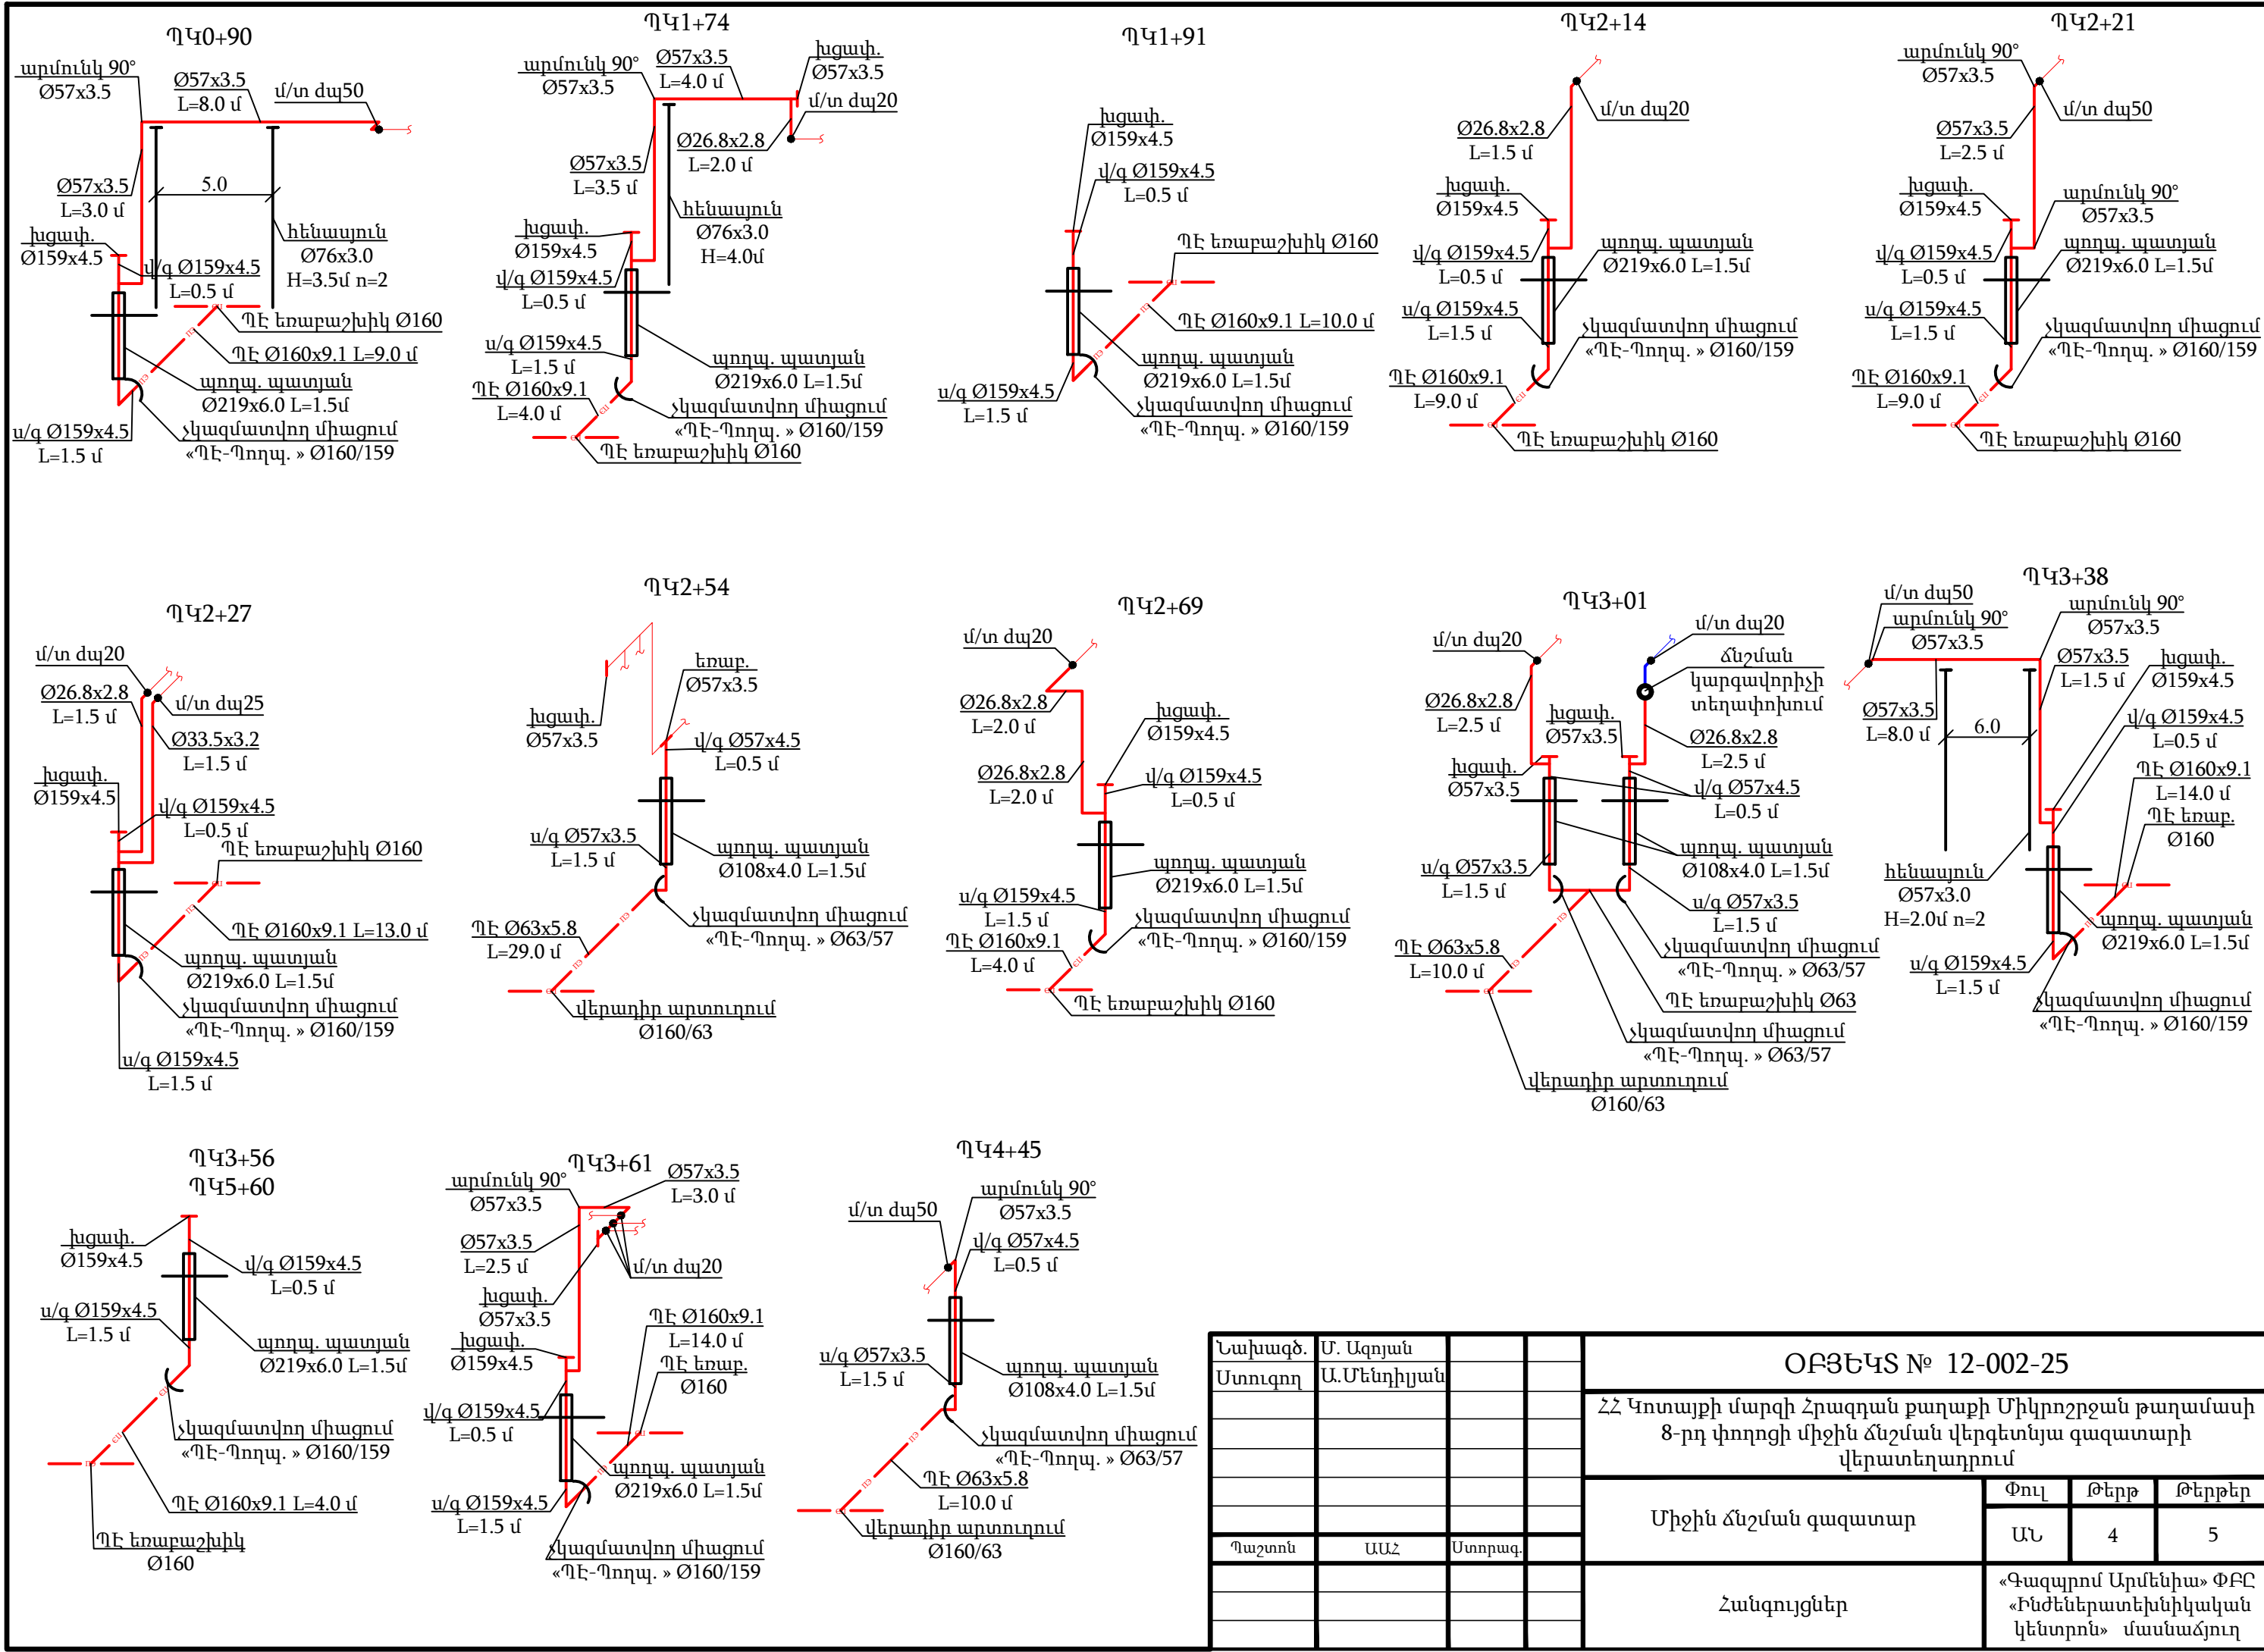 ՊԿ0+90
արմունկ 90°
Ø57x3.5
Ø57x3.5
L=8.0 մ
մ/տ dպ50
Ø57x3.5
L=3.0 մ
5.0
խցափ.
Ø159x4.5
վ/գ Ø159x4.5
L=0.5 մ
հենասյուն
Ø76x3.0
H=3.5մ n=2
ՊԷ եռաբաշխիկ Ø160
ՊԷ Ø160x9.1 L=9.0 մ
պողպ. պատյան
Ø219x6.0 L=1.5մ
ս/գ Ø159x4.5
L=1.5 մ
չկազմատվող միացում
«ՊԷ-Պողպ. » Ø160/159
ՊԿ1+74
արմունկ 90°
Ø57x3.5
Ø57x3.5
L=4.0 մ
խցափ.
Ø57x3.5
մ/տ dպ20
Ø26.8x2.8
L=2.0 մ
Ø57x3.5
L=3.5 մ
հենասյուն
Ø76x3.0
H=4.0մ
խցափ.
Ø159x4.5
վ/գ Ø159x4.5
L=0.5 մ
ս/գ Ø159x4.5
L=1.5 մ
պողպ. պատյան
Ø219x6.0 L=1.5մ
ՊԷ Ø160x9.1
L=4.0 մ
չկազմատվող միացում
«ՊԷ-Պողպ. » Ø160/159
ՊԷ եռաբաշխիկ Ø160
ՊԿ1+91
խցափ.
Ø159x4.5
վ/գ Ø159x4.5
L=0.5 մ
ՊԷ եռաբաշխիկ Ø160
ՊԷ Ø160x9.1 L=10.0 մ
պողպ. պատյան
Ø219x6.0 L=1.5մ
ս/գ Ø159x4.5
L=1.5 մ
չկազմատվող միացում
«ՊԷ-Պողպ. » Ø160/159
ՊԿ2+14
մ/տ dպ20
Ø26.8x2.8
L=1.5 մ
խցափ.
Ø159x4.5
վ/գ Ø159x4.5
L=0.5 մ
պողպ. պատյան
Ø219x6.0 L=1.5մ
ս/գ Ø159x4.5
L=1.5 մ
չկազմատվող միացում
«ՊԷ-Պողպ. » Ø160/159
ՊԷ Ø160x9.1
L=9.0 մ
ՊԷ եռաբաշխիկ Ø160
ՊԿ2+21
արմունկ 90°
Ø57x3.5
մ/տ dպ50
Ø57x3.5
L=2.5 մ
խցափ.
Ø159x4.5
արմունկ 90°
Ø57x3.5
վ/գ Ø159x4.5
L=0.5 մ
պողպ. պատյան
Ø219x6.0 L=1.5մ
ս/գ Ø159x4.5
L=1.5 մ
չկազմատվող միացում
«ՊԷ-Պողպ. » Ø160/159
ՊԷ Ø160x9.1
L=9.0 մ
ՊԷ եռաբաշխիկ Ø160
ՊԿ2+27
մ/տ dպ20
Ø26.8x2.8
L=1.5 մ
մ/տ dպ25
Ø33.5x3.2
L=1.5 մ
խցափ.
Ø159x4.5
վ/գ Ø159x4.5
L=0.5 մ
ՊԷ եռաբաշխիկ Ø160
ՊԷ Ø160x9.1 L=13.0 մ
պողպ. պատյան
Ø219x6.0 L=1.5մ
չկազմատվող միացում
«ՊԷ-Պողպ. » Ø160/159
ս/գ Ø159x4.5
L=1.5 մ
ՊԿ2+54
եռաբ.
Ø57x3.5
խցափ.
Ø57x3.5
վ/գ Ø57x4.5
L=0.5 մ
ս/գ Ø57x3.5
L=1.5 մ
պողպ. պատյան
Ø108x4.0 L=1.5մ
չկազմատվող միացում
«ՊԷ-Պողպ. » Ø63/57
ՊԷ Ø63x5.8
L=29.0 մ
վերադիր արտուղում
Ø160/63
ՊԿ2+69
մ/տ dպ20
Ø26.8x2.8
L=2.0 մ
խցափ.
Ø159x4.5
Ø26.8x2.8
L=2.0 մ
վ/գ Ø159x4.5
L=0.5 մ
պողպ. պատյան
Ø219x6.0 L=1.5մ
ս/գ Ø159x4.5
L=1.5 մ
չկազմատվող միացում
«ՊԷ-Պողպ. » Ø160/159
ՊԷ Ø160x9.1
L=4.0 մ
ՊԷ եռաբաշխիկ Ø160
ՊԿ3+01
մ/տ dպ20
մ/տ dպ20
ճնշման
կարգավորիչի
տեղափոխում
Ø26.8x2.8
L=2.5 մ
խցափ.
Ø57x3.5
Ø26.8x2.8
L=2.5 մ
խցափ.
Ø57x3.5
վ/գ Ø57x4.5
L=0.5 մ
պողպ. պատյան
Ø108x4.0 L=1.5մ
ս/գ Ø57x3.5
L=1.5 մ
ս/գ Ø57x3.5
L=1.5 մ
չկազմատվող միացում
«ՊԷ-Պողպ. » Ø63/57
ՊԷ Ø63x5.8
L=10.0 մ
ՊԷ եռաբաշխիկ Ø63
չկազմատվող միացում
«ՊԷ-Պողպ. » Ø63/57
վերադիր արտուղում
Ø160/63
ՊԿ3+38
մ/տ dպ50
արմունկ 90°
Ø57x3.5
արմունկ 90°
Ø57x3.5
Ø57x3.5
L=1.5 մ
խցափ.
Ø159x4.5
Ø57x3.5
L=8.0 մ
6.0
վ/գ Ø159x4.5
L=0.5 մ
ՊԷ Ø160x9.1
L=14.0 մ
ՊԷ եռաբ.
Ø160
հենասյուն
Ø57x3.0
H=2.0մ n=2
պողպ. պատյան
Ø219x6.0 L=1.5մ
ս/գ Ø159x4.5
L=1.5 մ
չկազմատվող միացում
«ՊԷ-Պողպ. » Ø160/159
ՊԿ3+56
ՊԿ5+60
խցափ.
Ø159x4.5
վ/գ Ø159x4.5
L=0.5 մ
ս/գ Ø159x4.5
L=1.5 մ
պողպ. պատյան
Ø219x6.0 L=1.5մ
չկազմատվող միացում
«ՊԷ-Պողպ. » Ø160/159
ՊԷ Ø160x9.1 L=4.0 մ
ՊԷ եռաբաշխիկ
Ø160
ՊԿ3+61
արմունկ 90°
Ø57x3.5
Ø57x3.5
L=3.0 մ
Ø57x3.5
L=2.5 մ
մ/տ dպ20
խցափ.
Ø57x3.5
խցափ.
Ø159x4.5
ՊԷ Ø160x9.1
L=14.0 մ
ՊԷ եռաբ.
Ø160
վ/գ Ø159x4.5
L=0.5 մ
պողպ. պատյան
Ø219x6.0 L=1.5մ
ս/գ Ø159x4.5
L=1.5 մ
չկազմատվող միացում
«ՊԷ-Պողպ. » Ø160/159
ՊԿ4+45
արմունկ 90°
Ø57x3.5
մ/տ dպ50
վ/գ Ø57x4.5
L=0.5 մ
ս/գ Ø57x3.5
L=1.5 մ
պողպ. պատյան
Ø108x4.0 L=1.5մ
չկազմատվող միացում
«ՊԷ-Պողպ. » Ø63/57
ՊԷ Ø63x5.8
L=10.0 մ
վերադիր արտուղում
Ø160/63
Նախագծ. Մ. Ազոյան
Ստուգող Ա.Մենդիլյան
Պաշտոն ԱԱՀ Ստորագ.
ՕԲՅԵԿՏ № 12-002-25
ՀՀ Կոտայքի մարզի Հրազդան քաղաքի Միկրոշրջան թաղամասի
8-րդ փողոցի միջին ճնշման վերգետնյա գազատարի
վերատեղադրում
Միջին ճնշման գազատար
Փուլ Թերթ Թերթեր
ԱՆ 4 5
Հանգույցներ
«Գազպրոմ Արմենիա» ՓԲԸ
«Ինժեներատեխնիկական
կենտրոն» մասնաճյուղ